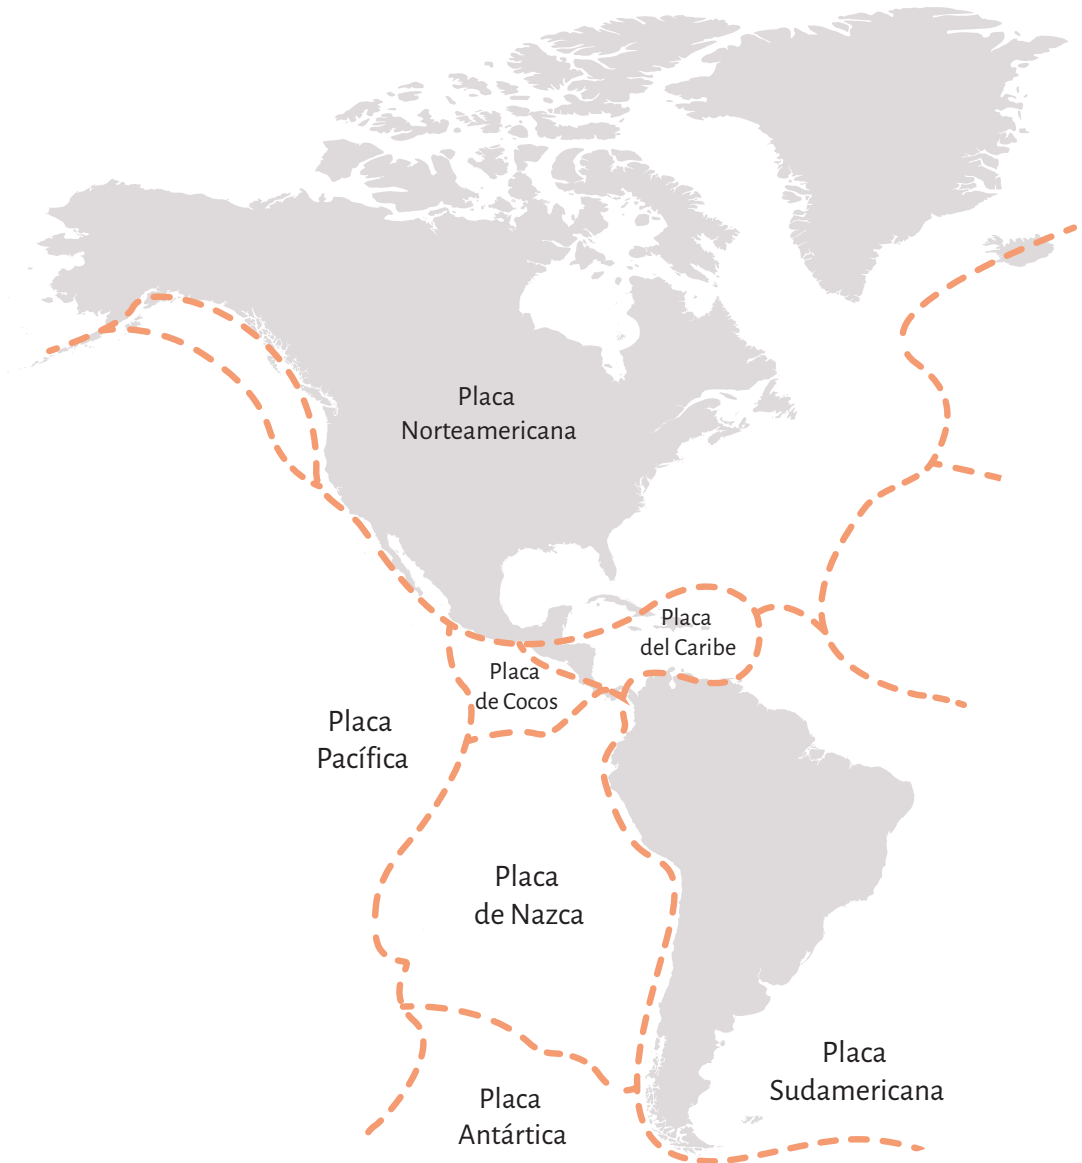 Placa
Norteamericana
Placa
del Caribe
Placa
de Cocos
Placa
Pacífica
Placa
de Nazca
Placa
Sudamericana
Placa
Antártica